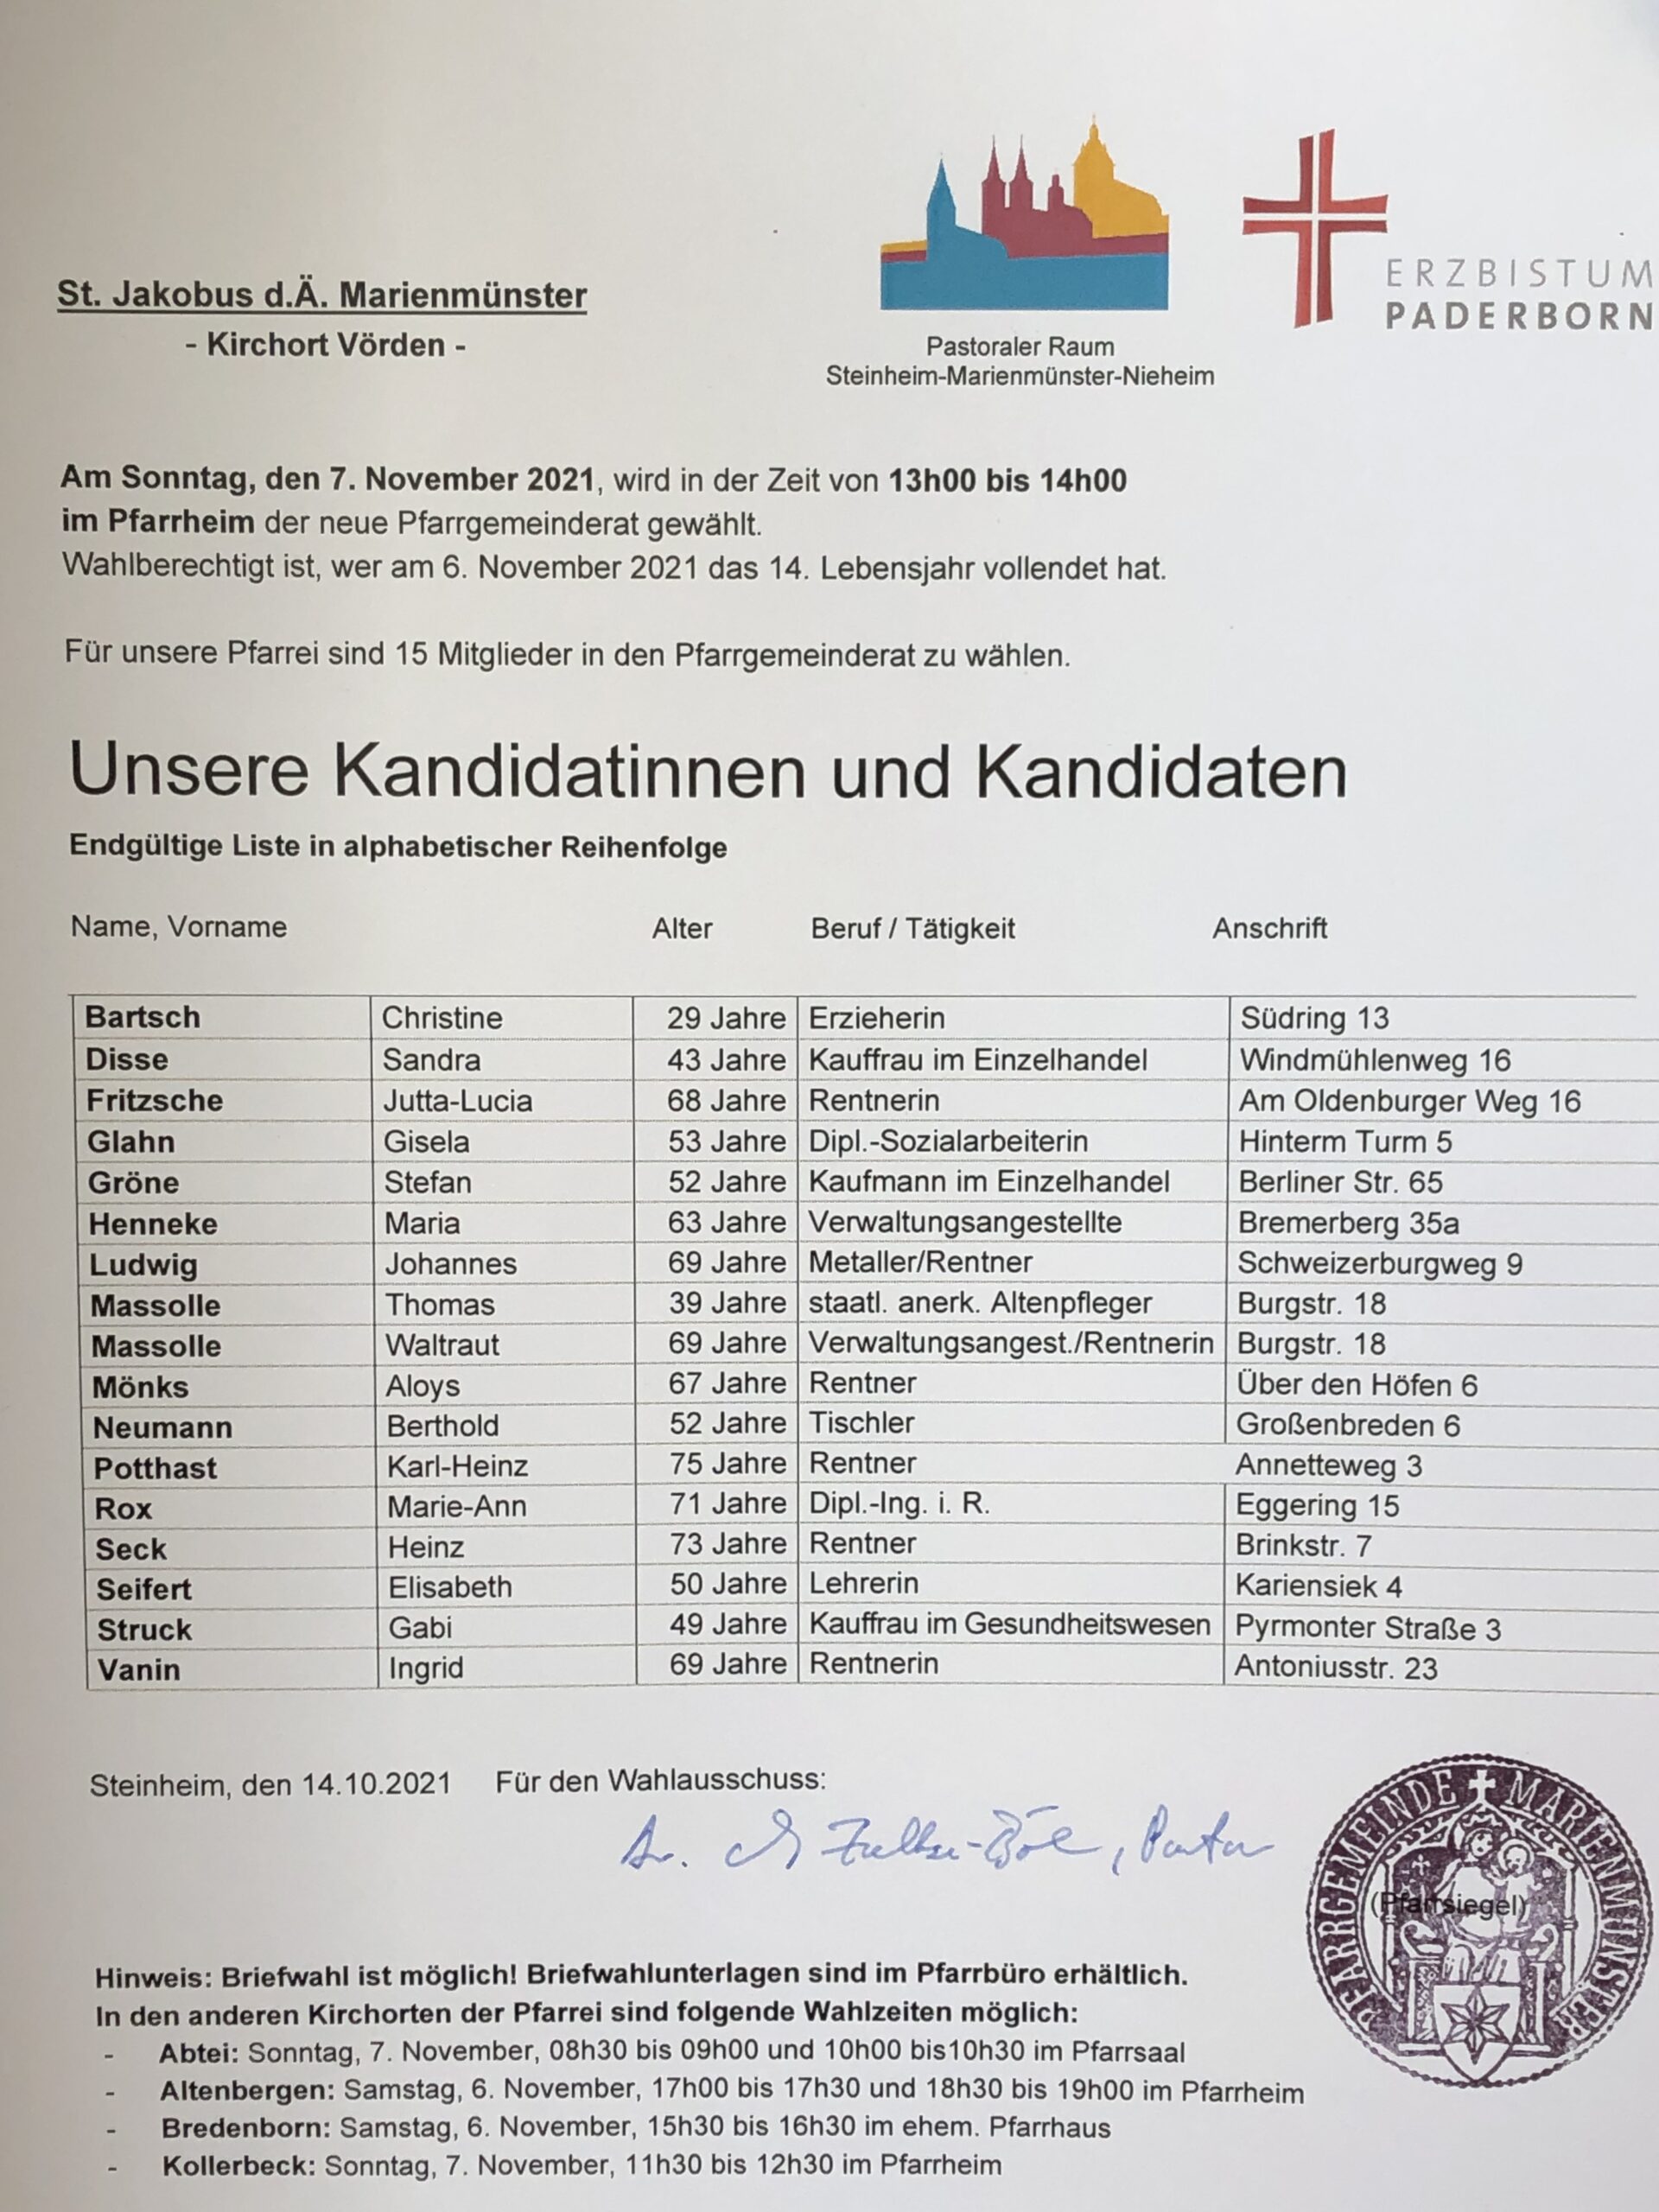 St. Jakobus d.Ä. Marienmünster
- Kirchort Vörden -
Pastoraler Raum
Steinheim-Marienmünster-Nieheim
ERZBISTUM
PADERBORN
Am Sonntag, den 7. November 2021, wird in der Zeit von 13h00 bis 14h00
im Pfarrheim der neue Pfarrgemeinderat gewählt.
Wahlberechtigt ist, wer am 6. November 2021 das 14. Lebensjahr vollendet hat.
Für unsere Pfarrei sind 15 Mitglieder in den Pfarrgemeinderat zu wählen.
Unsere Kandidatinnen und Kandidaten
Endgültige Liste in alphabetischer Reihenfolge
Name, Vorname Alter Beruf / Tätigkeit Anschrift
Bartsch Christine 29 Jahre Erzieherin Südring 13
Disse Sandra 43 Jahre Kauffrau im Einzelhandel Windmühlenweg 16
Fritzsche Jutta-Lucia 68 Jahre Rentnerin Am Oldenburger Weg 16
Glahn Gisela 53 Jahre Dipl.-Sozialarbeiterin Hinterm Turm 5
Gröne Stefan 52 Jahre Kaufmann im Einzelhandel Berliner Str. 65
Henneke Maria 63 Jahre Verwaltungsangestellte Bremerberg 35a
Ludwig Johannes 69 Jahre Metaller/Rentner Schweizerburgweg 9
Massolle Thomas 39 Jahre staatl. anerk. Altenpfleger Burgstr. 18
Massolle Waltraut 69 Jahre Verwaltungsangest./Rentnerin Burgstr. 18
Mönks Aloys 67 Jahre Rentner Über den Höfen 6
Neumann Berthold 52 Jahre Tischler Großenbreden 6
Potthast Karl-Heinz 75 Jahre Rentner Annetteweg 3
Rox Marie-Ann 71 Jahre Dipl.-Ing. i. R. Eggering 15
Seck Heinz 73 Jahre Rentner Brinkstr. 7
Seifert Elisabeth 50 Jahre Lehrerin Kariensiek 4
Struck Gabi 49 Jahre Kauffrau im Gesundheitswesen Pyrmonter Straße 3
Vanin Ingrid 69 Jahre Rentnerin Antoniusstr. 23
Steinheim, den 14.10.2021 Für den Wahlausschuss:
PFARRGEMEINDE MARIENMÜNSTER
(Pfarrsiegel)
Hinweis: Briefwahl ist möglich! Briefwahlunterlagen sind im Pfarrbüro erhältlich.
In den anderen Kirchorten der Pfarrei sind folgende Wahlzeiten möglich:
- Abtei: Sonntag, 7. November, 08h30 bis 09h00 und 10h00 bis10h30 im Pfarrsaal
- Altenbergen: Samstag, 6. November, 17h00 bis 17h30 und 18h30 bis 19h00 im Pfarrheim
- Bredenborn: Samstag, 6. November, 15h30 bis 16h30 im ehem. Pfarrhaus
- Kollerbeck: Sonntag, 7. November, 11h30 bis 12h30 im Pfarrheim